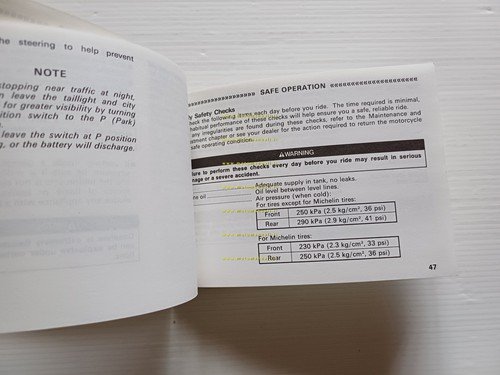 he steering to help prevent
NOTE
stopping near traffic at night,
n leave the taillight and city
for greater visibility by turning
ition switch to the P (Park)
leave the switch at P position
g, or the battery will discharge.
SAFE OPERATION
ly Safety Checks
eck the following items each day before you ride. The time required is minimal,
habitual performance of these checks will help ensure you a safe, reliable ride.
any irregularities are found during these checks, refer to the Maintenance and
ustment chapter or see your dealer for the action required to return the motorcycle
safe operating condition.
WARNING
ilure to perform these checks every day before you ride may result in serious
mage or a severe accident.
Adequate supply in tank, no leaks.
ne oil Oil level between level lines.
Air pressure (when cold):
For tires except for Michelin tires:
Front 250 kPa (2.5 kg/cm², 36 psi)
Rear 290 kPa (2.9 kg/cm², 41 psi)
For Michelin tires:
Front 230 kPa (2.3 kg/cm², 33 psi)
Rear 250 kPa (2.5 kg/cm², 36 psi)
47